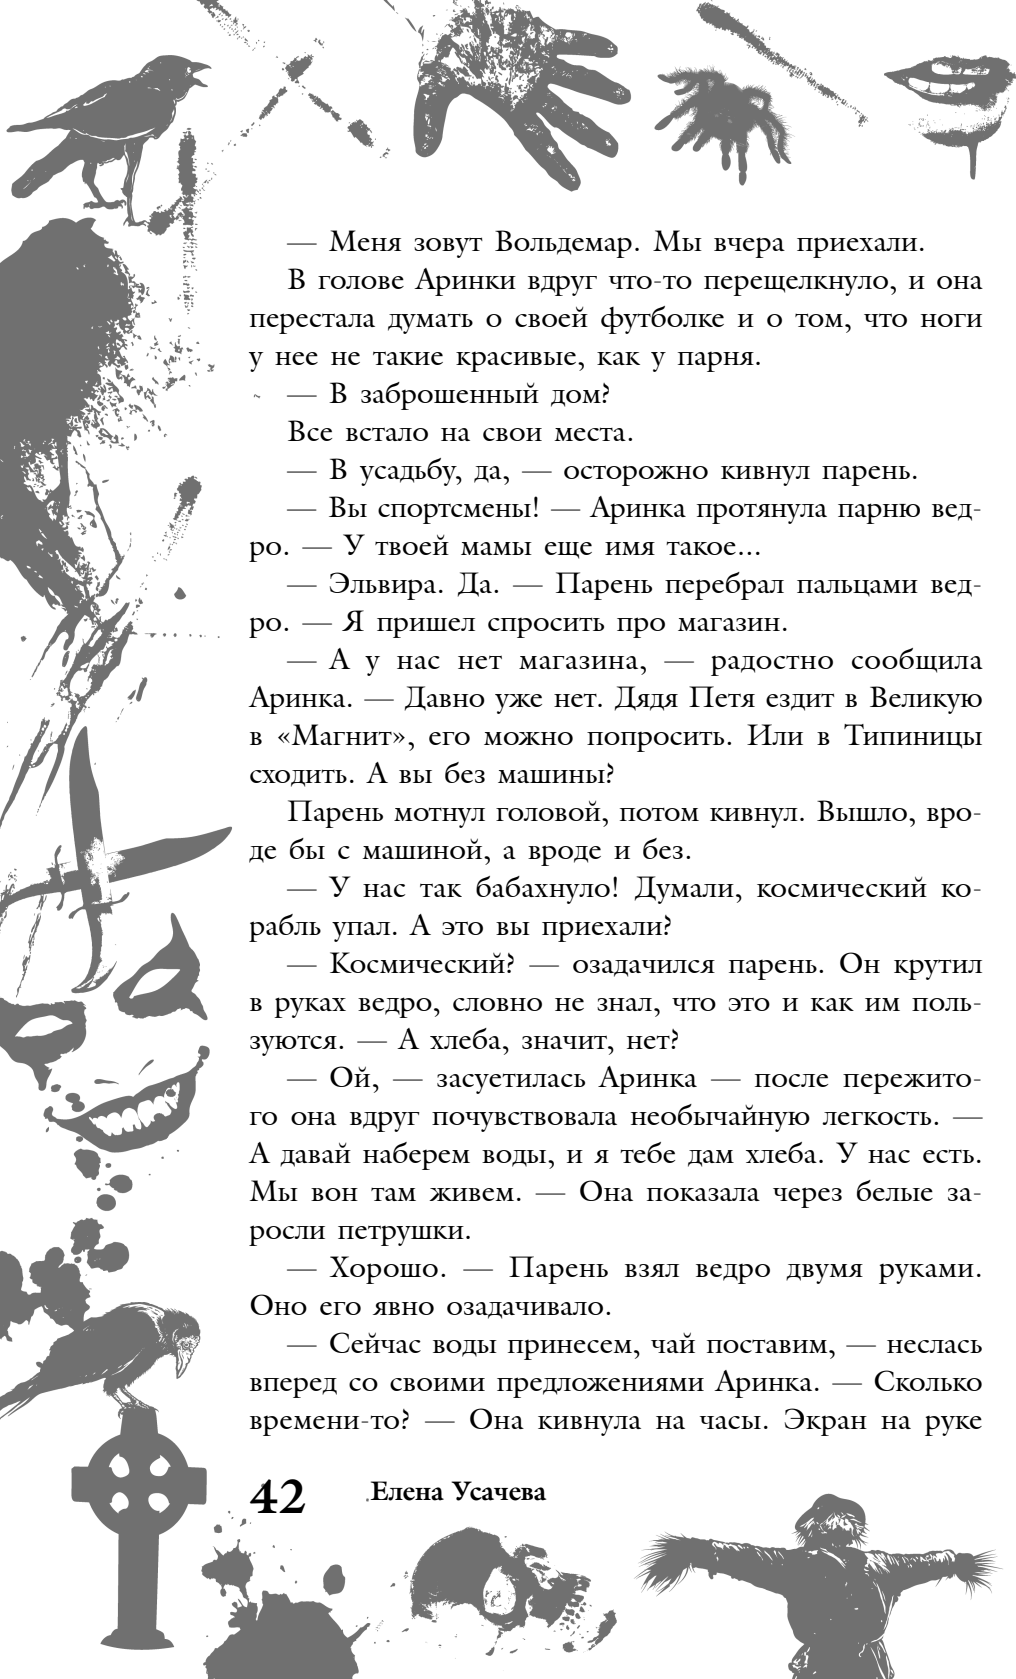 — Меня зовут Вольдемар. Мы вчера приехали.
В голове Аринки вдруг что-то перещелкнуло, и она
перестала думать о своей футболке и о том, что ноги
у нее не такие красивые, как у парня.
— В заброшенный дом?
Все встало на свои места.
— В усадьбу, да, — осторожно кивнул парень.
— Вы спортсмены! — Аринка протянула парню вед-
ро. — У твоей мамы еще имя такое...
— Эльвира. Да. — Парень перебрал пальцами вед-
ро. — Я пришел спросить про магазин.
— А у нас нет магазина, — радостно сообщила
Аринка. — Давно уже нет. Дядя Петя ездит в Великую
в «Магнит», его можно попросить. Или в Типиницы
сходить. А вы без машины?
Парень мотнул головой, потом кивнул. Вышло, вро-
де бы с машиной, а вроде и без.
— У нас так бабахнуло! Думали, космический ко-
рабль упал. А это вы приехали?
— Космический? — озадачился парень. Он крутил
в руках ведро, словно не знал, что это и как им поль-
зуются. — А хлеба, значит, нет?
— Ой, — засуетилась Аринка — после пережито-
го она вдруг почувствовала необычайную легкость. —
А давай наберем воды, и я тебе дам хлеба. У нас есть.
Мы вон там живем. — Она показала через белые за-
росли петрушки.
— Хорошо. — Парень взял ведро двумя руками.
Оно его явно озадачивало.
— Сейчас воды принесем, чай поставим, — неслась
вперед со своими предложениями Аринка. — Сколько
времени-то? — Она кивнула на часы. Экран на руке
42 Елена Усачева